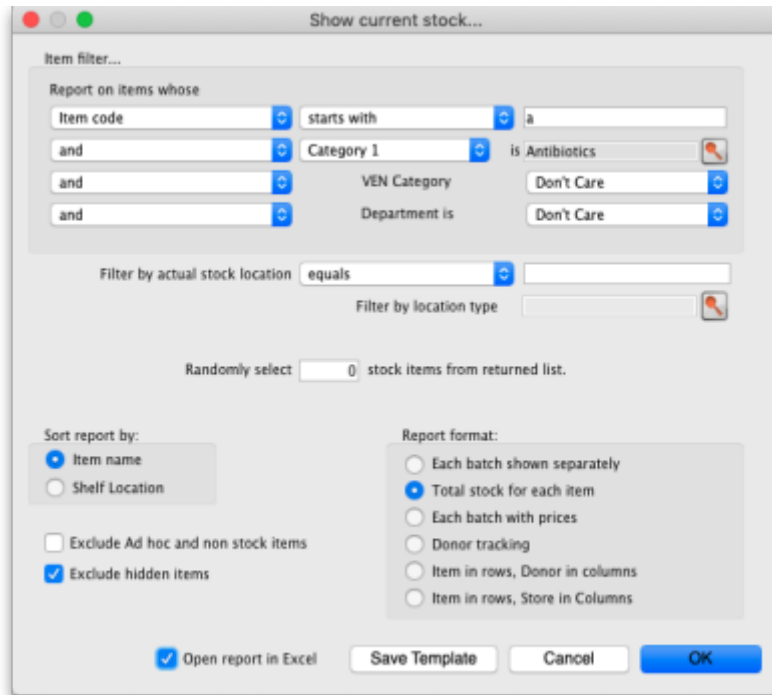 Show current stock...
Item filter...
Report on items whose
Item code starts with a
and Category 1 is Antibiotics
and VEN Category Don't Care
and Department is Don't Care
Filter by actual stock location equals
Filter by location type
Randomly select 0 stock items from returned list.
Sort report by:
Item name
Shelf Location
Exclude Ad hoc and non stock items
Exclude hidden items
Report format:
Each batch shown separately
Total stock for each item
Each batch with prices
Donor tracking
Item in rows, Donor in columns
Item in rows, Store in Columns
Open report in Excel Save Template Cancel OK